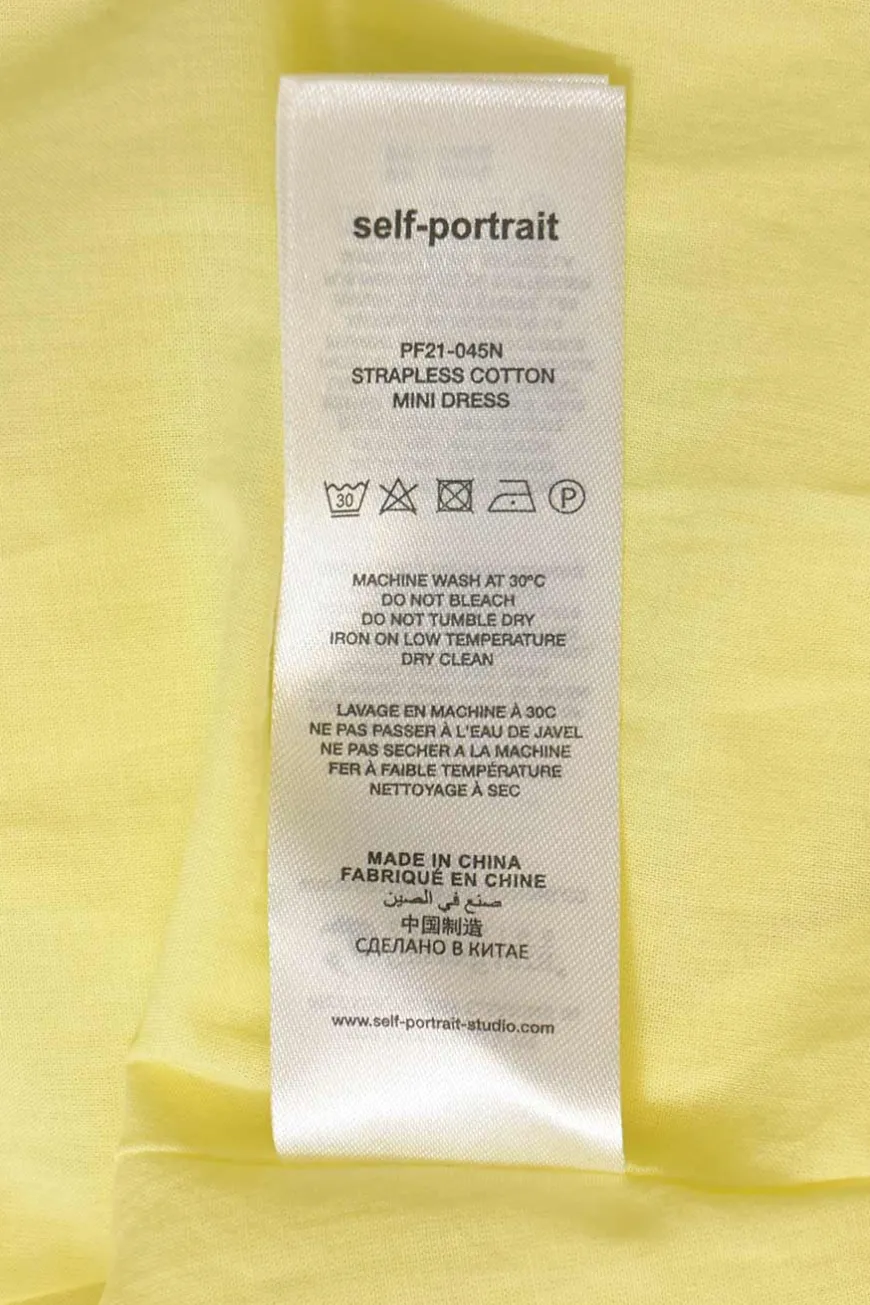 self-portrait
PF21-045N
STRAPLESS COTTON
MINI DRESS
30 P
MACHINE WASH AT 30°C
DO NOT BLEACH
DO NOT TUMBLE DRY
IRON ON LOW TEMPERATURE
DRY CLEAN
LAVAGE EN MACHINE À 30C
NE PAS PASSER À L'EAU DE JAVEL
NE PAS SECHER A LA MACHINE
FER À FAIBLE TEMPÉRATURE
NETTOYAGE À SEC
MADE IN CHINA
FABRIQUÉ EN CHINE
صنع في الصين
中国制造
СДЕЛАНО В КИТАЕ
www.self-portrait-studio.com